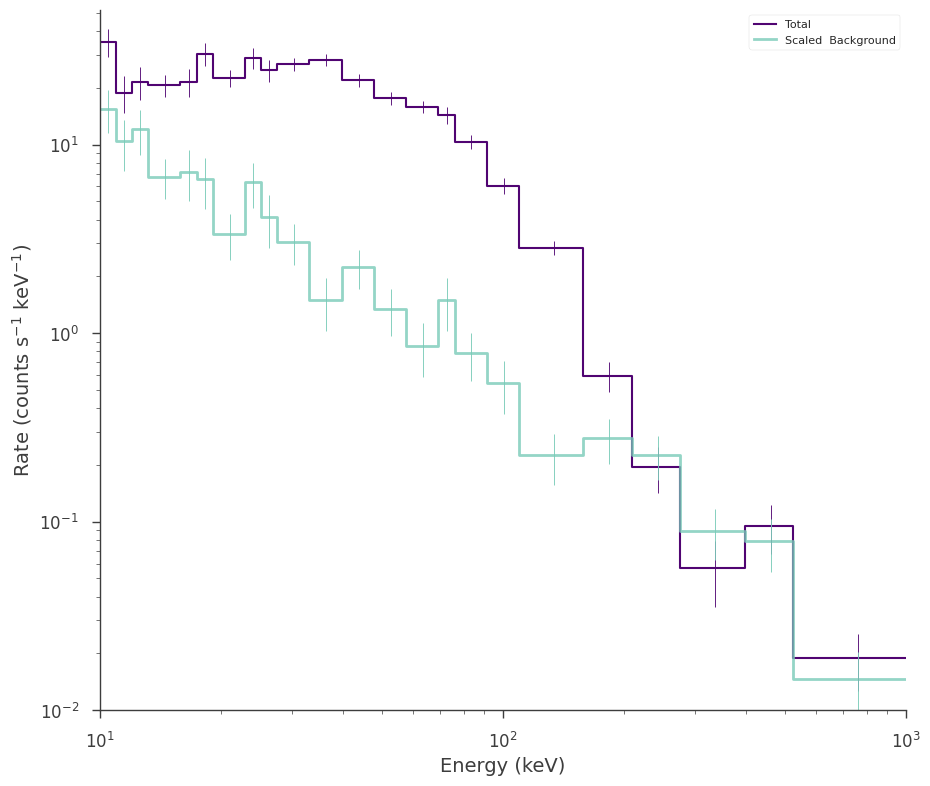 Total
Scaled  Background
10¹
10⁰
10⁻¹
10⁻²
Rate (counts s⁻¹ keV⁻¹)
10¹
10²
10³
Energy (keV)